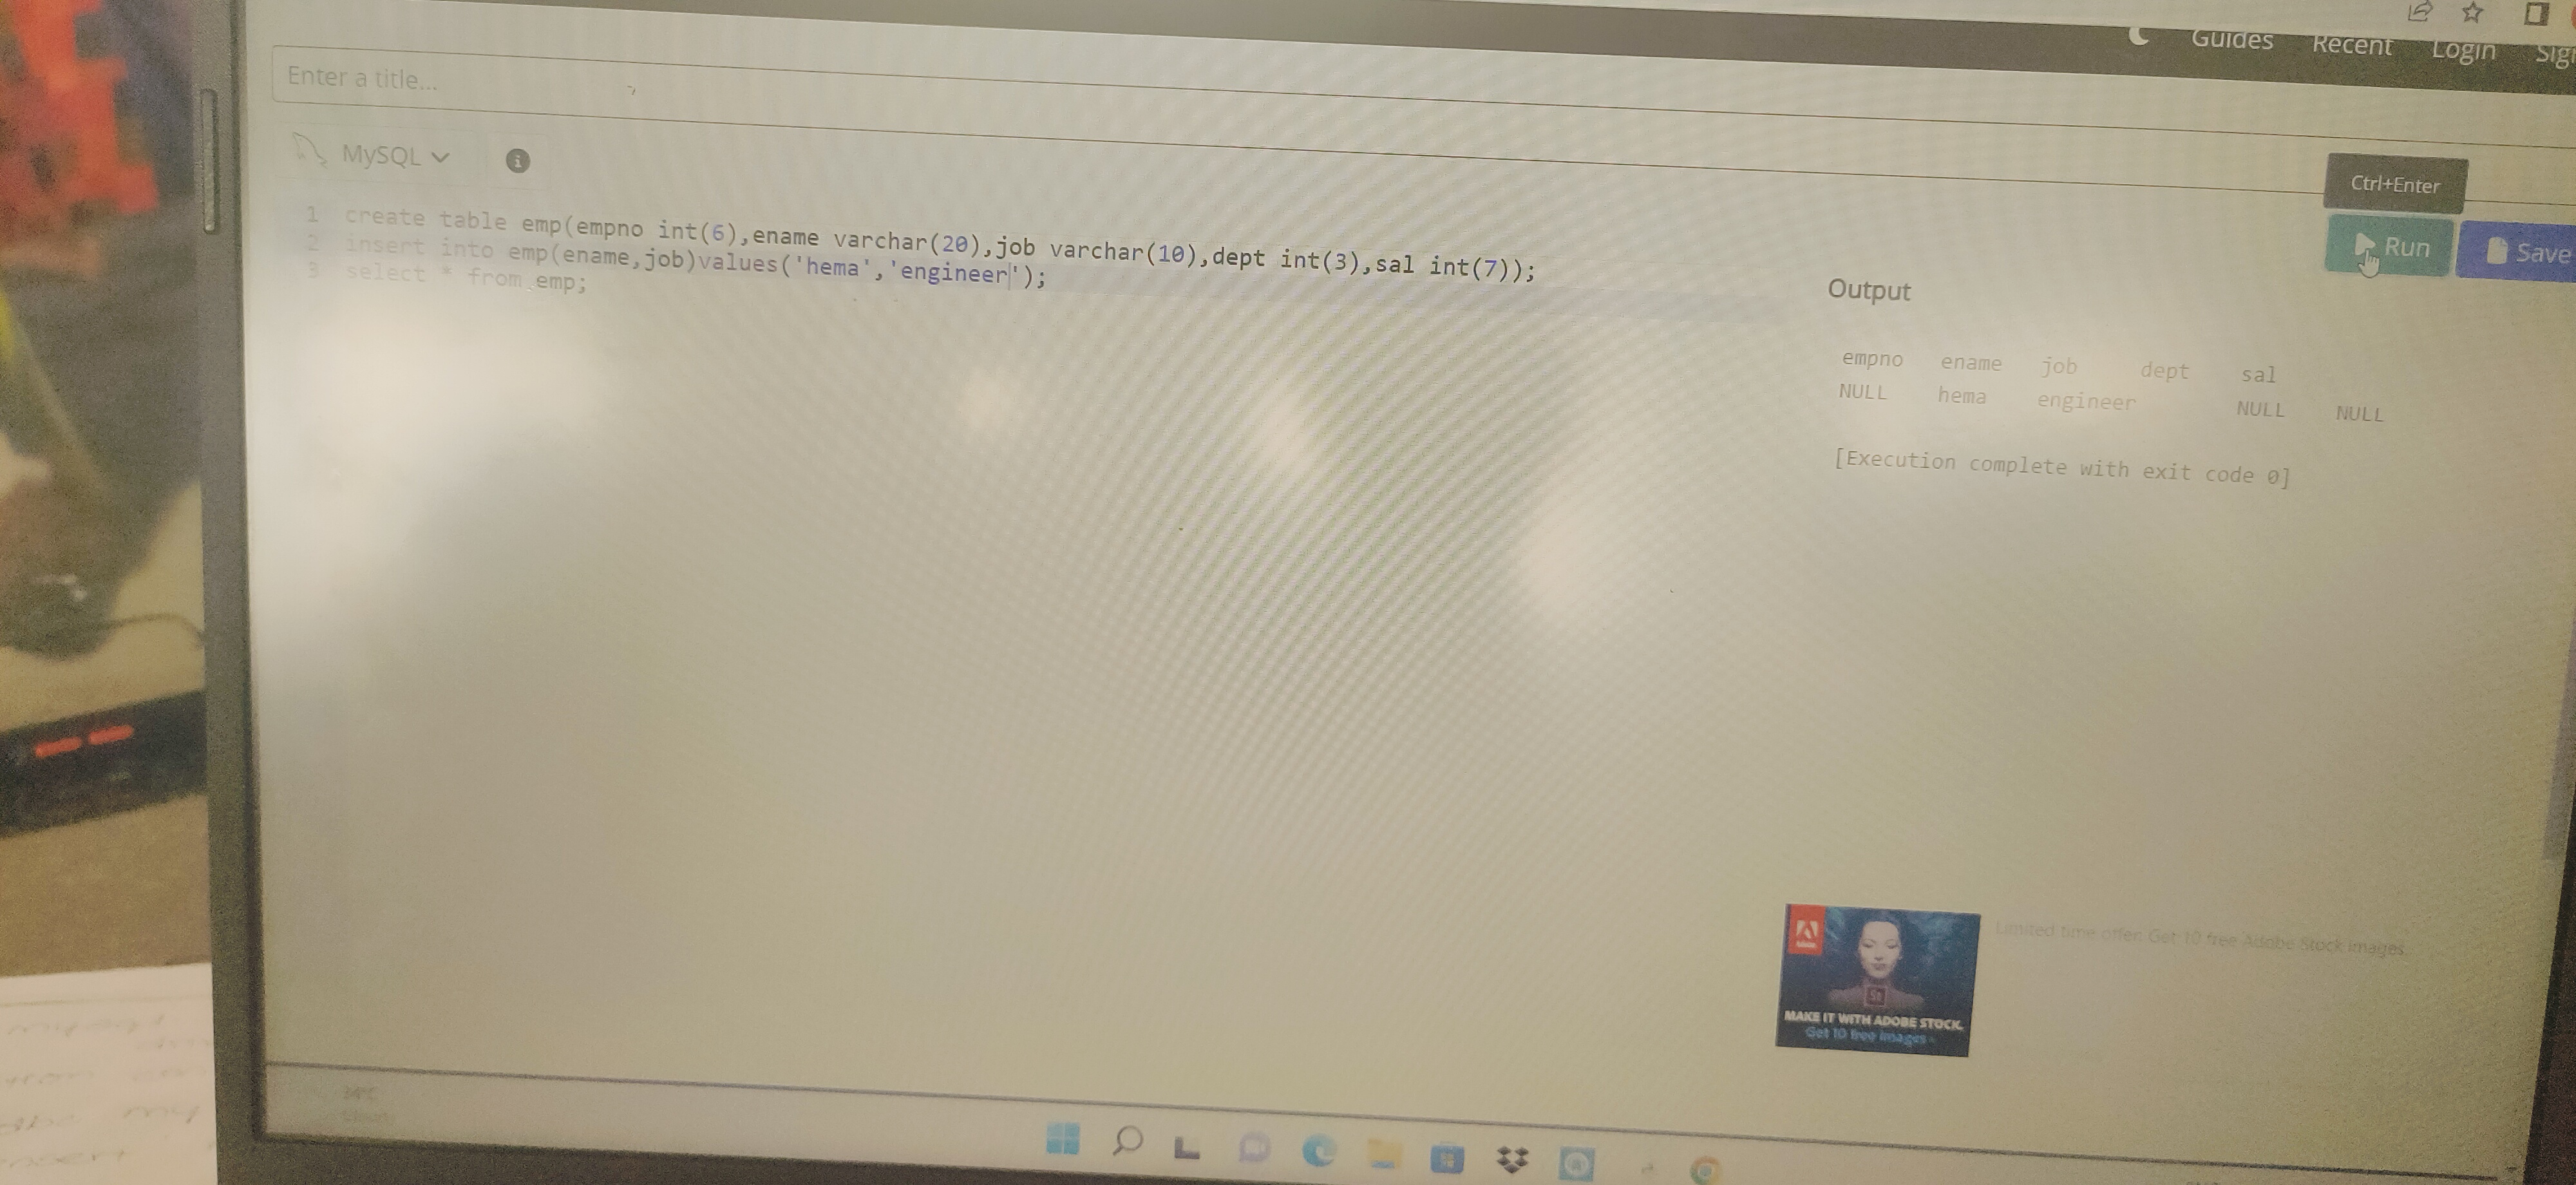 Guides Recent Login
Enter a title...
MySQL
Ctrl+Enter
Run Save
1 create table emp(empno int(6),ename varchar(20),job varchar(10),dept int(3),sal int(7));
2 insert into emp(ename,job)values('hema','engineer');
3 select * from emp;
Output
empno ename job dept sal
NULL hema engineer NULL NULL
[Execution complete with exit code 0]
Adobe
St
MAKE IT WITH ADOBE STOCK.
Get 10 free images
Limited time offer: Get 10 free Adobe Stock images.